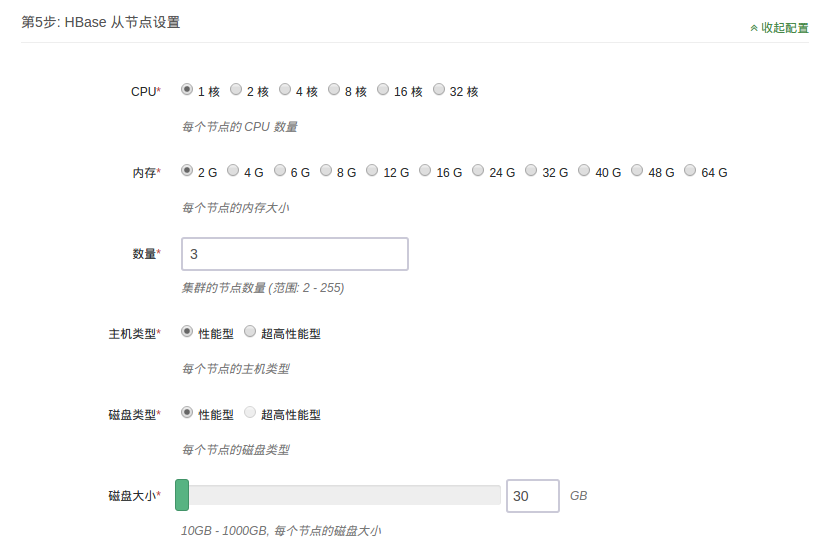 第5步: HBase 从节点设置
收起配置
CPU* 1 核 2 核 4 核 8 核 16 核 32 核
每个节点的 CPU 数量
内存* 2 G 4 G 6 G 8 G 12 G 16 G 24 G 32 G 40 G 48 G 64 G
每个节点的内存大小
数量* 3
集群的节点数量 (范围: 2 - 255)
主机类型* 性能型 超高性能型
每个节点的主机类型
磁盘类型* 性能型 超高性能型
每个节点的磁盘类型
磁盘大小* 30 GB
10GB - 1000GB, 每个节点的磁盘大小